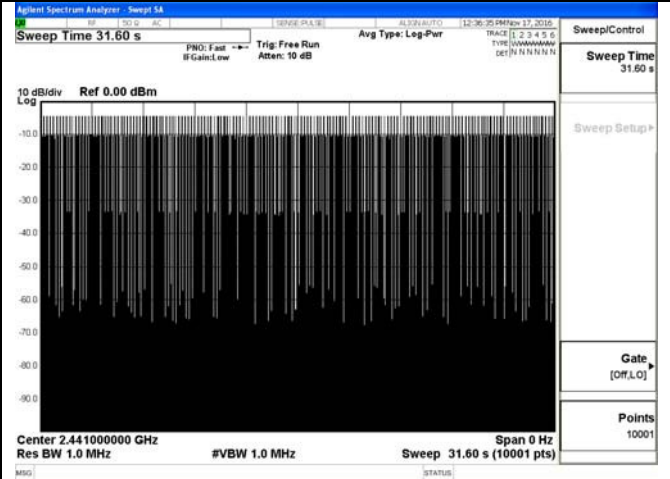 Agilent Spectrum Analyzer - Swept SA
RF 50 Ω AC SENSE:PULSE ALIGN AUTO 12:36:35 PM Nov 17, 2016
Sweep Time 31.60 s
PNO: Fast
IFGain:Low
Trig: Free Run
Atten: 10 dB
Avg Type: Log-Pwr
TRACE 1 2 3 4 5 6
TYPE
DET N N N N N N
Sweep/Control
Sweep Time
31.60 s
Sweep Setup
10 dB/div Ref 0.00 dBm
Log
-10.0
-20.0
-30.0
-40.0
-50.0
-60.0
-70.0
-80.0
-90.0
Gate
[Off,LO]
Points
10001
Center 2.441000000 GHz Span 0 Hz
Res BW 1.0 MHz #VBW 1.0 MHz Sweep 31.60 s (10001 pts)
MSG STATUS